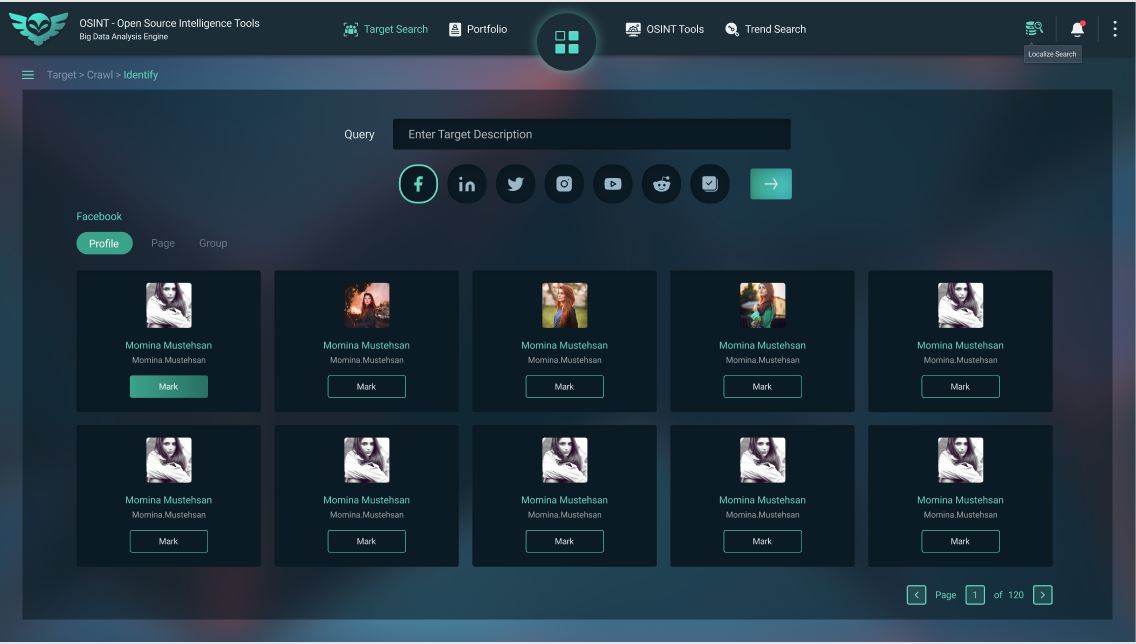 OSINT - Open Source Intelligence Tools
Big Data Analysis Engine
Target Search
Portfolio
OSINT Tools
Trend Search
Localize Search
Target > Crawl > Identify
Query
Enter Target Description
Facebook
Profile
Page
Group
Momina Mustehsan
Momina.Mustehsan
Mark
Momina Mustehsan
Momina.Mustehsan
Mark
Momina Mustehsan
Momina.Mustehsan
Mark
Momina Mustehsan
Momina.Mustehsan
Mark
Momina Mustehsan
Momina.Mustehsan
Mark
Momina Mustehsan
Momina.Mustehsan
Mark
Momina Mustehsan
Momina.Mustehsan
Mark
Momina Mustehsan
Momina.Mustehsan
Mark
Momina Mustehsan
Momina.Mustehsan
Mark
Momina Mustehsan
Momina.Mustehsan
Mark
Page 1 of 120